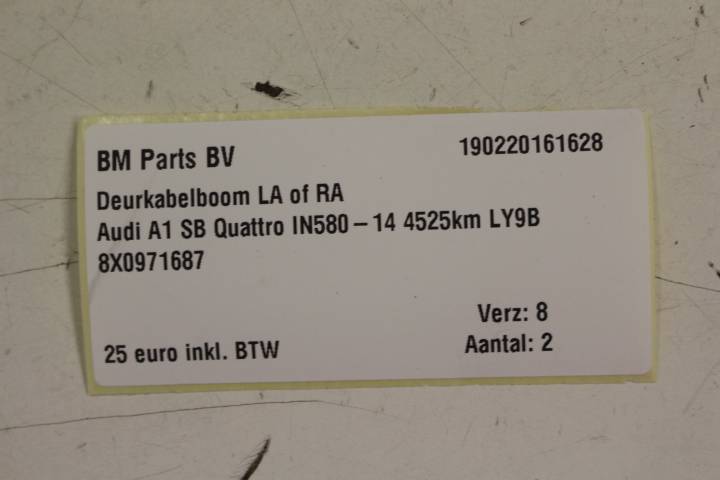 BM Parts BV 190220161628
Deurkabelboom LA of RA
Audi A1 SB Quattro IN580-14 4525km LY9B
8X0971687
Verz: 8
25 euro inkl. BTW Aantal: 2